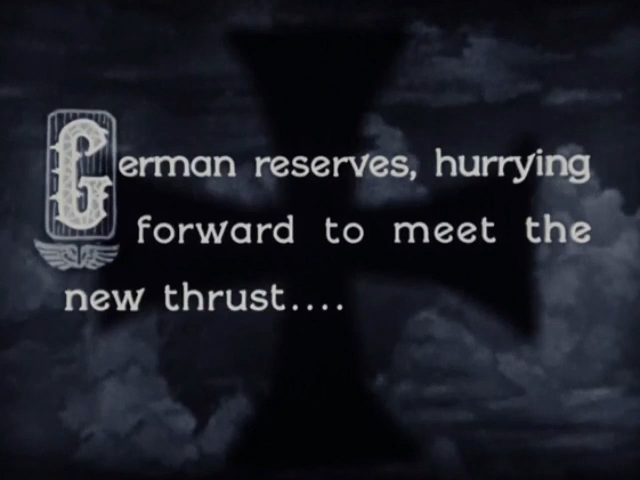 German reserves, hurrying
forward to meet the
new thrust....